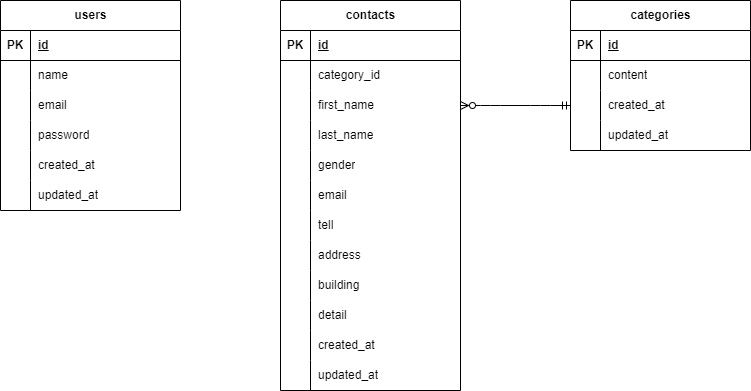 users
PK id
name
email
password
created_at
updated_at
contacts
PK id
category_id
first_name
last_name
gender
email
tell
address
building
detail
created_at
updated_at
categories
PK id
content
created_at
updated_at